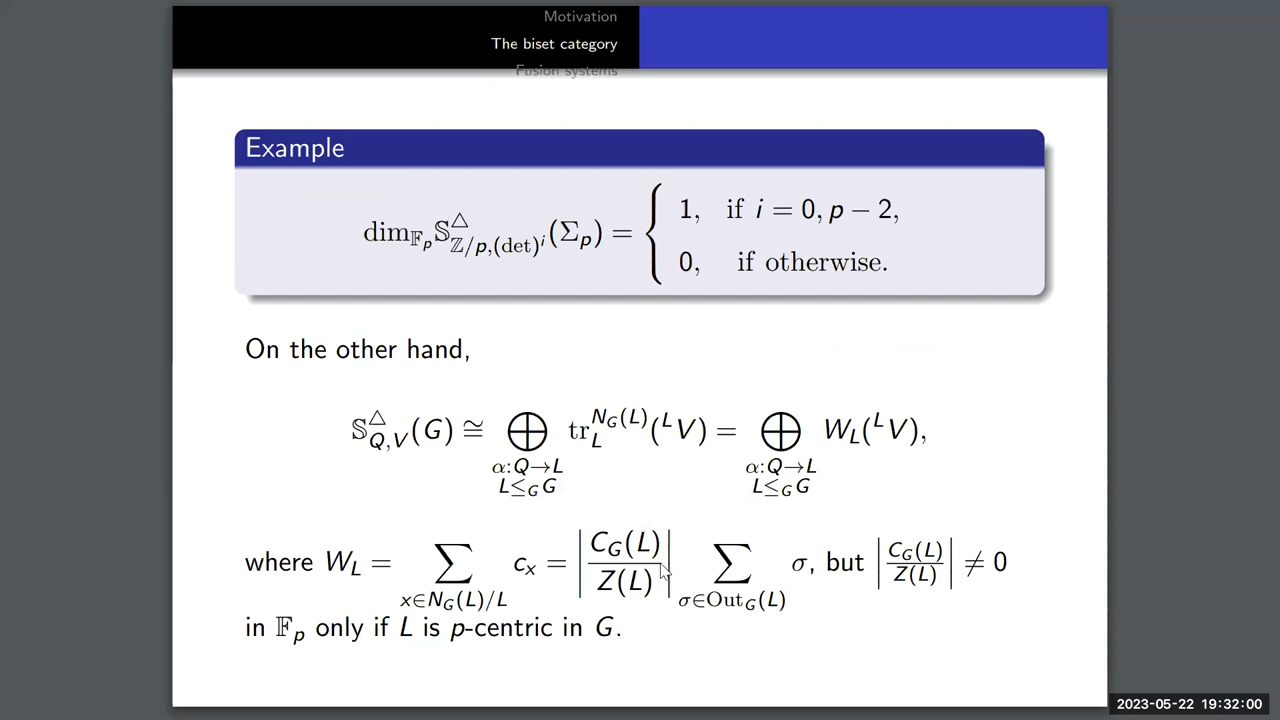 Motivation
The biset category
Fusion systems
Example
dim_{𝔽_p} 𝕊^△_{ℤ/p,(det)^i}(Σ_p) = { 1, if i = 0, p − 2,
0, if otherwise.
On the other hand,
𝕊^△_{Q,V}(G) ≅ ⊕_{α:Q→L, L≤_G G} tr_L^{N_G(L)}(^L V) = ⊕_{α:Q→L, L≤_G G} W_L(^L V),
where W_L = ∑_{x∈N_G(L)/L} c_x = |C_G(L)/Z(L)| ∑_{σ∈Out_G(L)} σ, but |C_G(L)/Z(L)| ≠ 0
in 𝔽_p only if L is p-centric in G.
2023-05-22 19:32:00